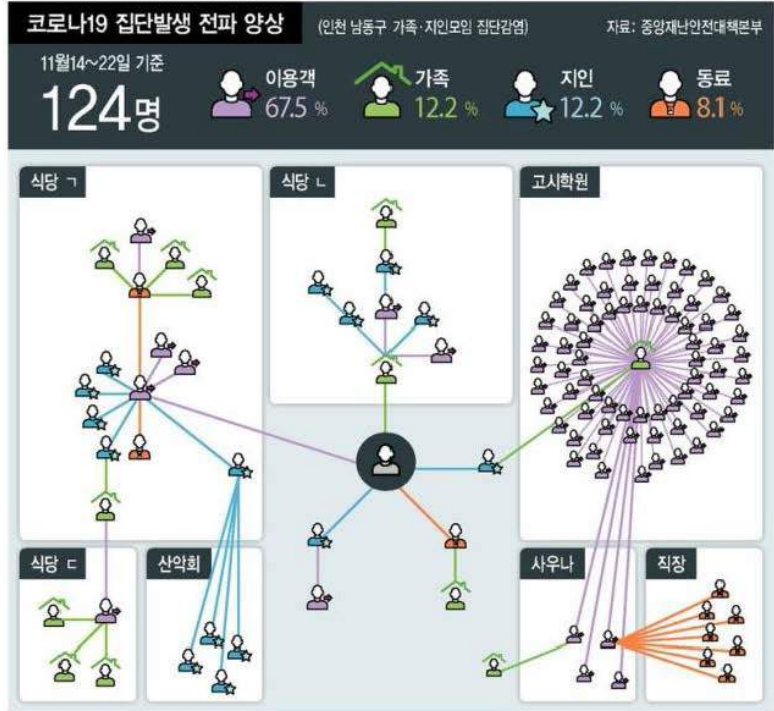 코로나19 집단발생 전파 양상 (인천 남동구 가족·지인모임 집단감염) 자료: 중앙재난안전대책본부
11월14~22일 기준
124명
이용객
67.5 %
가족
12.2 %
지인
12.2 %
동료
8.1 %
식당 ㄱ
식당 ㄴ
고시학원
식당 ㄷ
산악회
사우나
직장